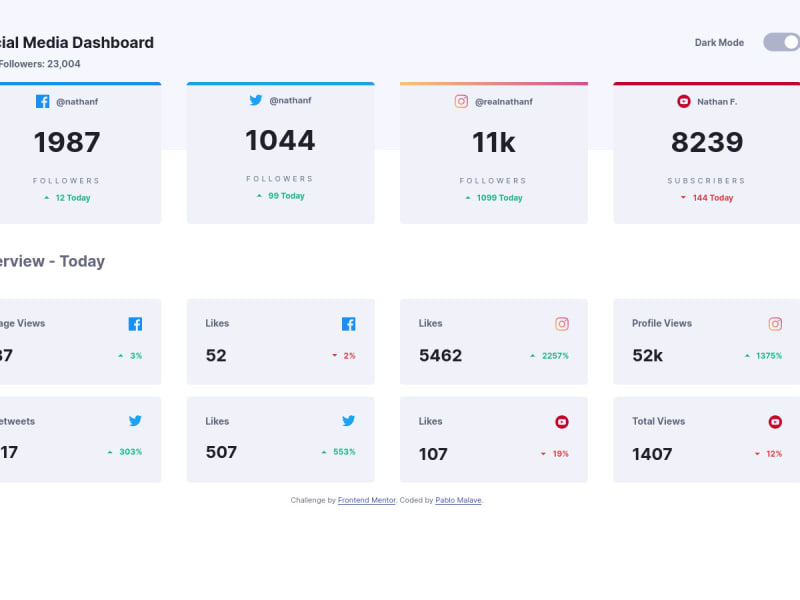 cial Media Dashboard
Followers: 23,004
Dark Mode
@nathanf
1987
FOLLOWERS
12 Today
@nathanf
1044
FOLLOWERS
99 Today
@realnathanf
11k
FOLLOWERS
1099 Today
Nathan F.
8239
SUBSCRIBERS
144 Today
erview - Today
age Views
37
3%
Likes
52
2%
Likes
5462
2257%
Profile Views
52k
1375%
etweets
17
303%
Likes
507
553%
Likes
107
19%
Total Views
1407
12%
Challenge by Frontend Mentor. Coded by Pablo Malave.